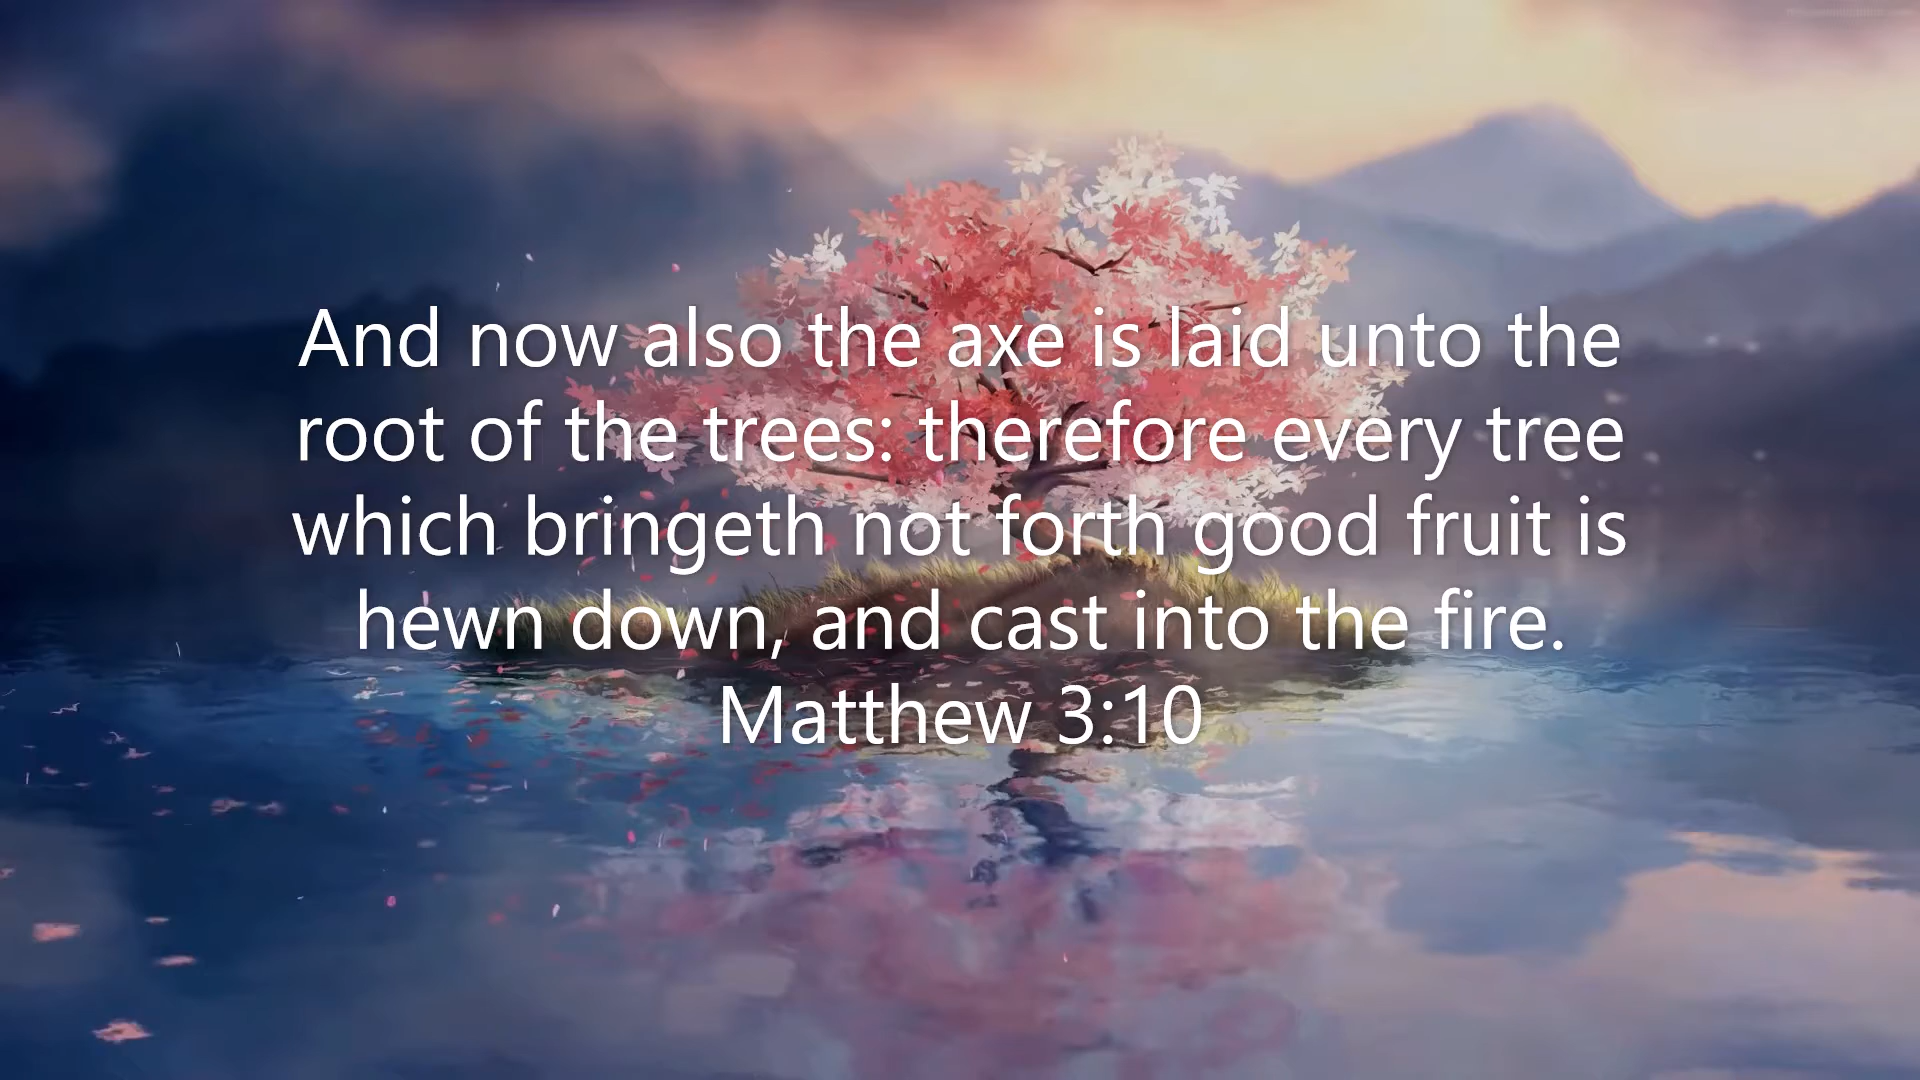 And now also the axe is laid unto the
root of the trees: therefore every tree
which bringeth not forth good fruit is
hewn down, and cast into the fire.
Matthew 3:10